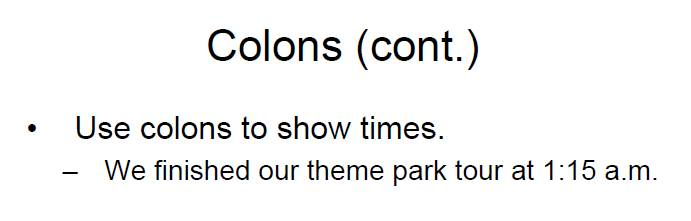 Colons (cont.)
• Use colons to show times.
– We finished our theme park tour at 1:15 a.m.